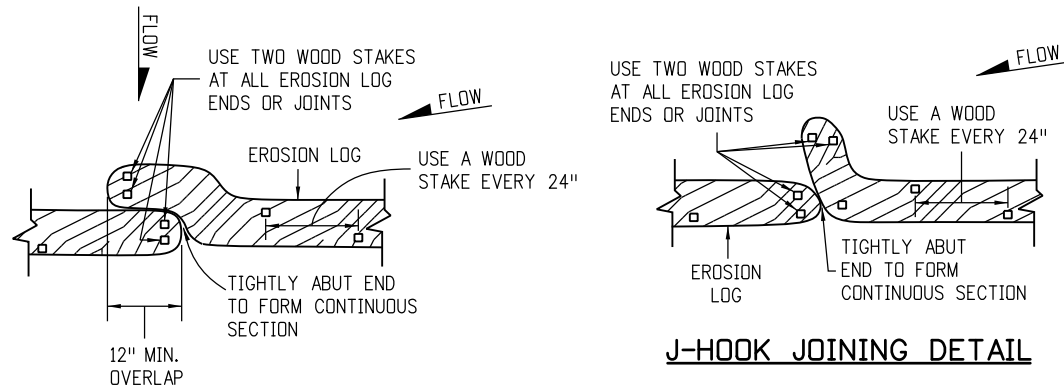 FLOW
USE TWO WOOD STAKES
AT ALL EROSION LOG
ENDS OR JOINTS
FLOW
EROSION LOG
USE A WOOD
STAKE EVERY 24"
TIGHTLY ABUT END
TO FORM CONTINUOUS
SECTION
12" MIN.
OVERLAP
FLOW
USE TWO WOOD STAKES
AT ALL EROSION LOG
ENDS OR JOINTS
USE A WOOD
STAKE EVERY 24"
EROSION
LOG
TIGHTLY ABUT
END TO FORM
CONTINUOUS SECTION
J-HOOK JOINING DETAIL